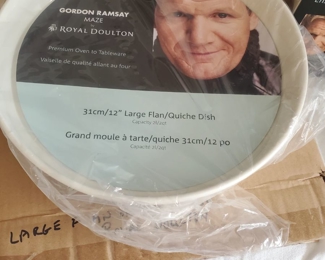 GORDON RAMSAY
MAZE
ROYAL DOULTON
Premium Oven to Tableware
Vaisselle de qualité allant au four
31cm/12" Large Flan/Quiche Dish
Grand moule à tarte/quiche 31cm/12 po
LARGE